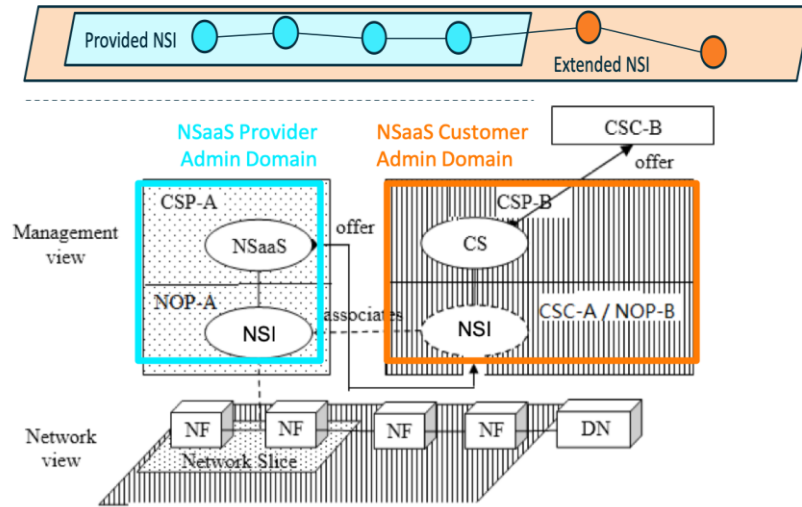 Provided NSI
Extended NSI
NSaaS Provider
Admin Domain
NSaaS Customer
Admin Domain
CSC-B
offer
CSP-A
CSP-B
Management
view
offer
NSaaS
CS
NOP-A
associates
CSC-A / NOP-B
NSI
NSI
Network
view
NF
NF
NF
NF
DN
Network Slice